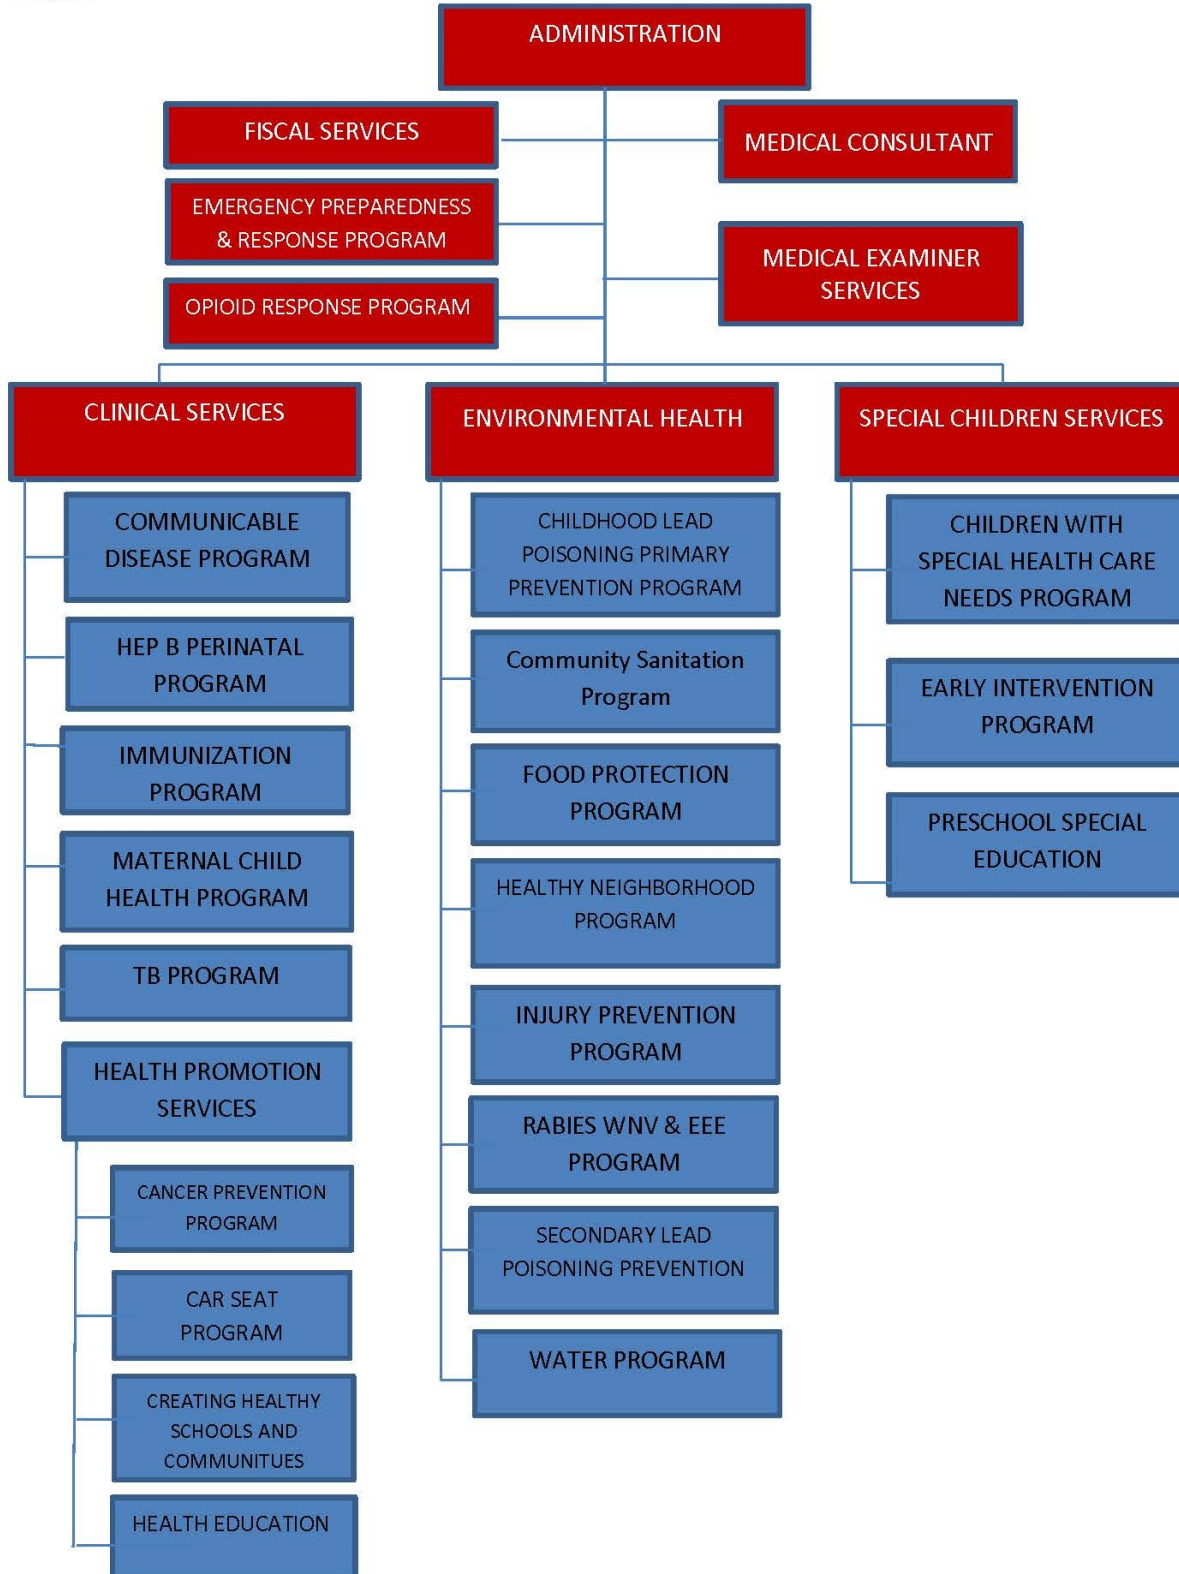 ADMINISTRATION
FISCAL SERVICES
MEDICAL CONSULTANT
EMERGENCY PREPAREDNESS
& RESPONSE PROGRAM
MEDICAL EXAMINER
SERVICES
OPIOID RESPONSE PROGRAM
CLINICAL SERVICES
COMMUNICABLE
DISEASE PROGRAM
HEP B PERINATAL
PROGRAM
IMMUNIZATION
PROGRAM
MATERNAL CHILD
HEALTH PROGRAM
TB PROGRAM
HEALTH PROMOTION
SERVICES
CANCER PREVENTION
PROGRAM
CAR SEAT
PROGRAM
CREATING HEALTHY
SCHOOLS AND
COMMUNITUES
HEALTH EDUCATION
ENVIRONMENTAL HEALTH
CHILDHOOD LEAD
POISONING PRIMARY
PREVENTION PROGRAM
Community Sanitation
Program
FOOD PROTECTION
PROGRAM
HEALTHY NEIGHBORHOOD
PROGRAM
INJURY PREVENTION
PROGRAM
RABIES WNV & EEE
PROGRAM
SECONDARY LEAD
POISONING PREVENTION
WATER PROGRAM
SPECIAL CHILDREN SERVICES
CHILDREN WITH
SPECIAL HEALTH CARE
NEEDS PROGRAM
EARLY INTERVENTION
PROGRAM
PRESCHOOL SPECIAL
EDUCATION